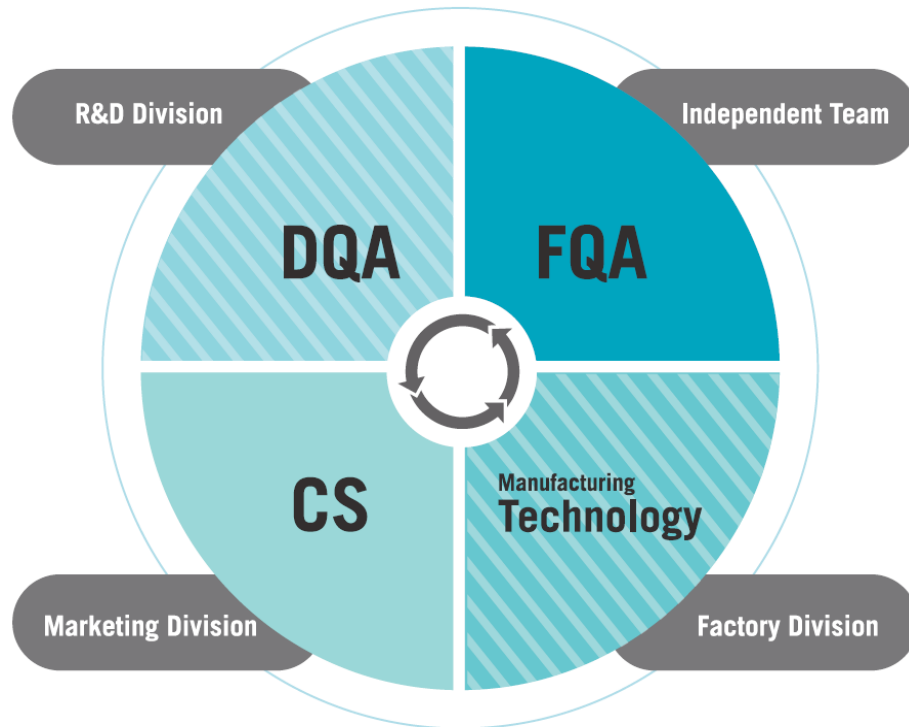 R&D Division
Independent Team
DQA
FQA
CS
Manufacturing
Technology
Marketing Division
Factory Division